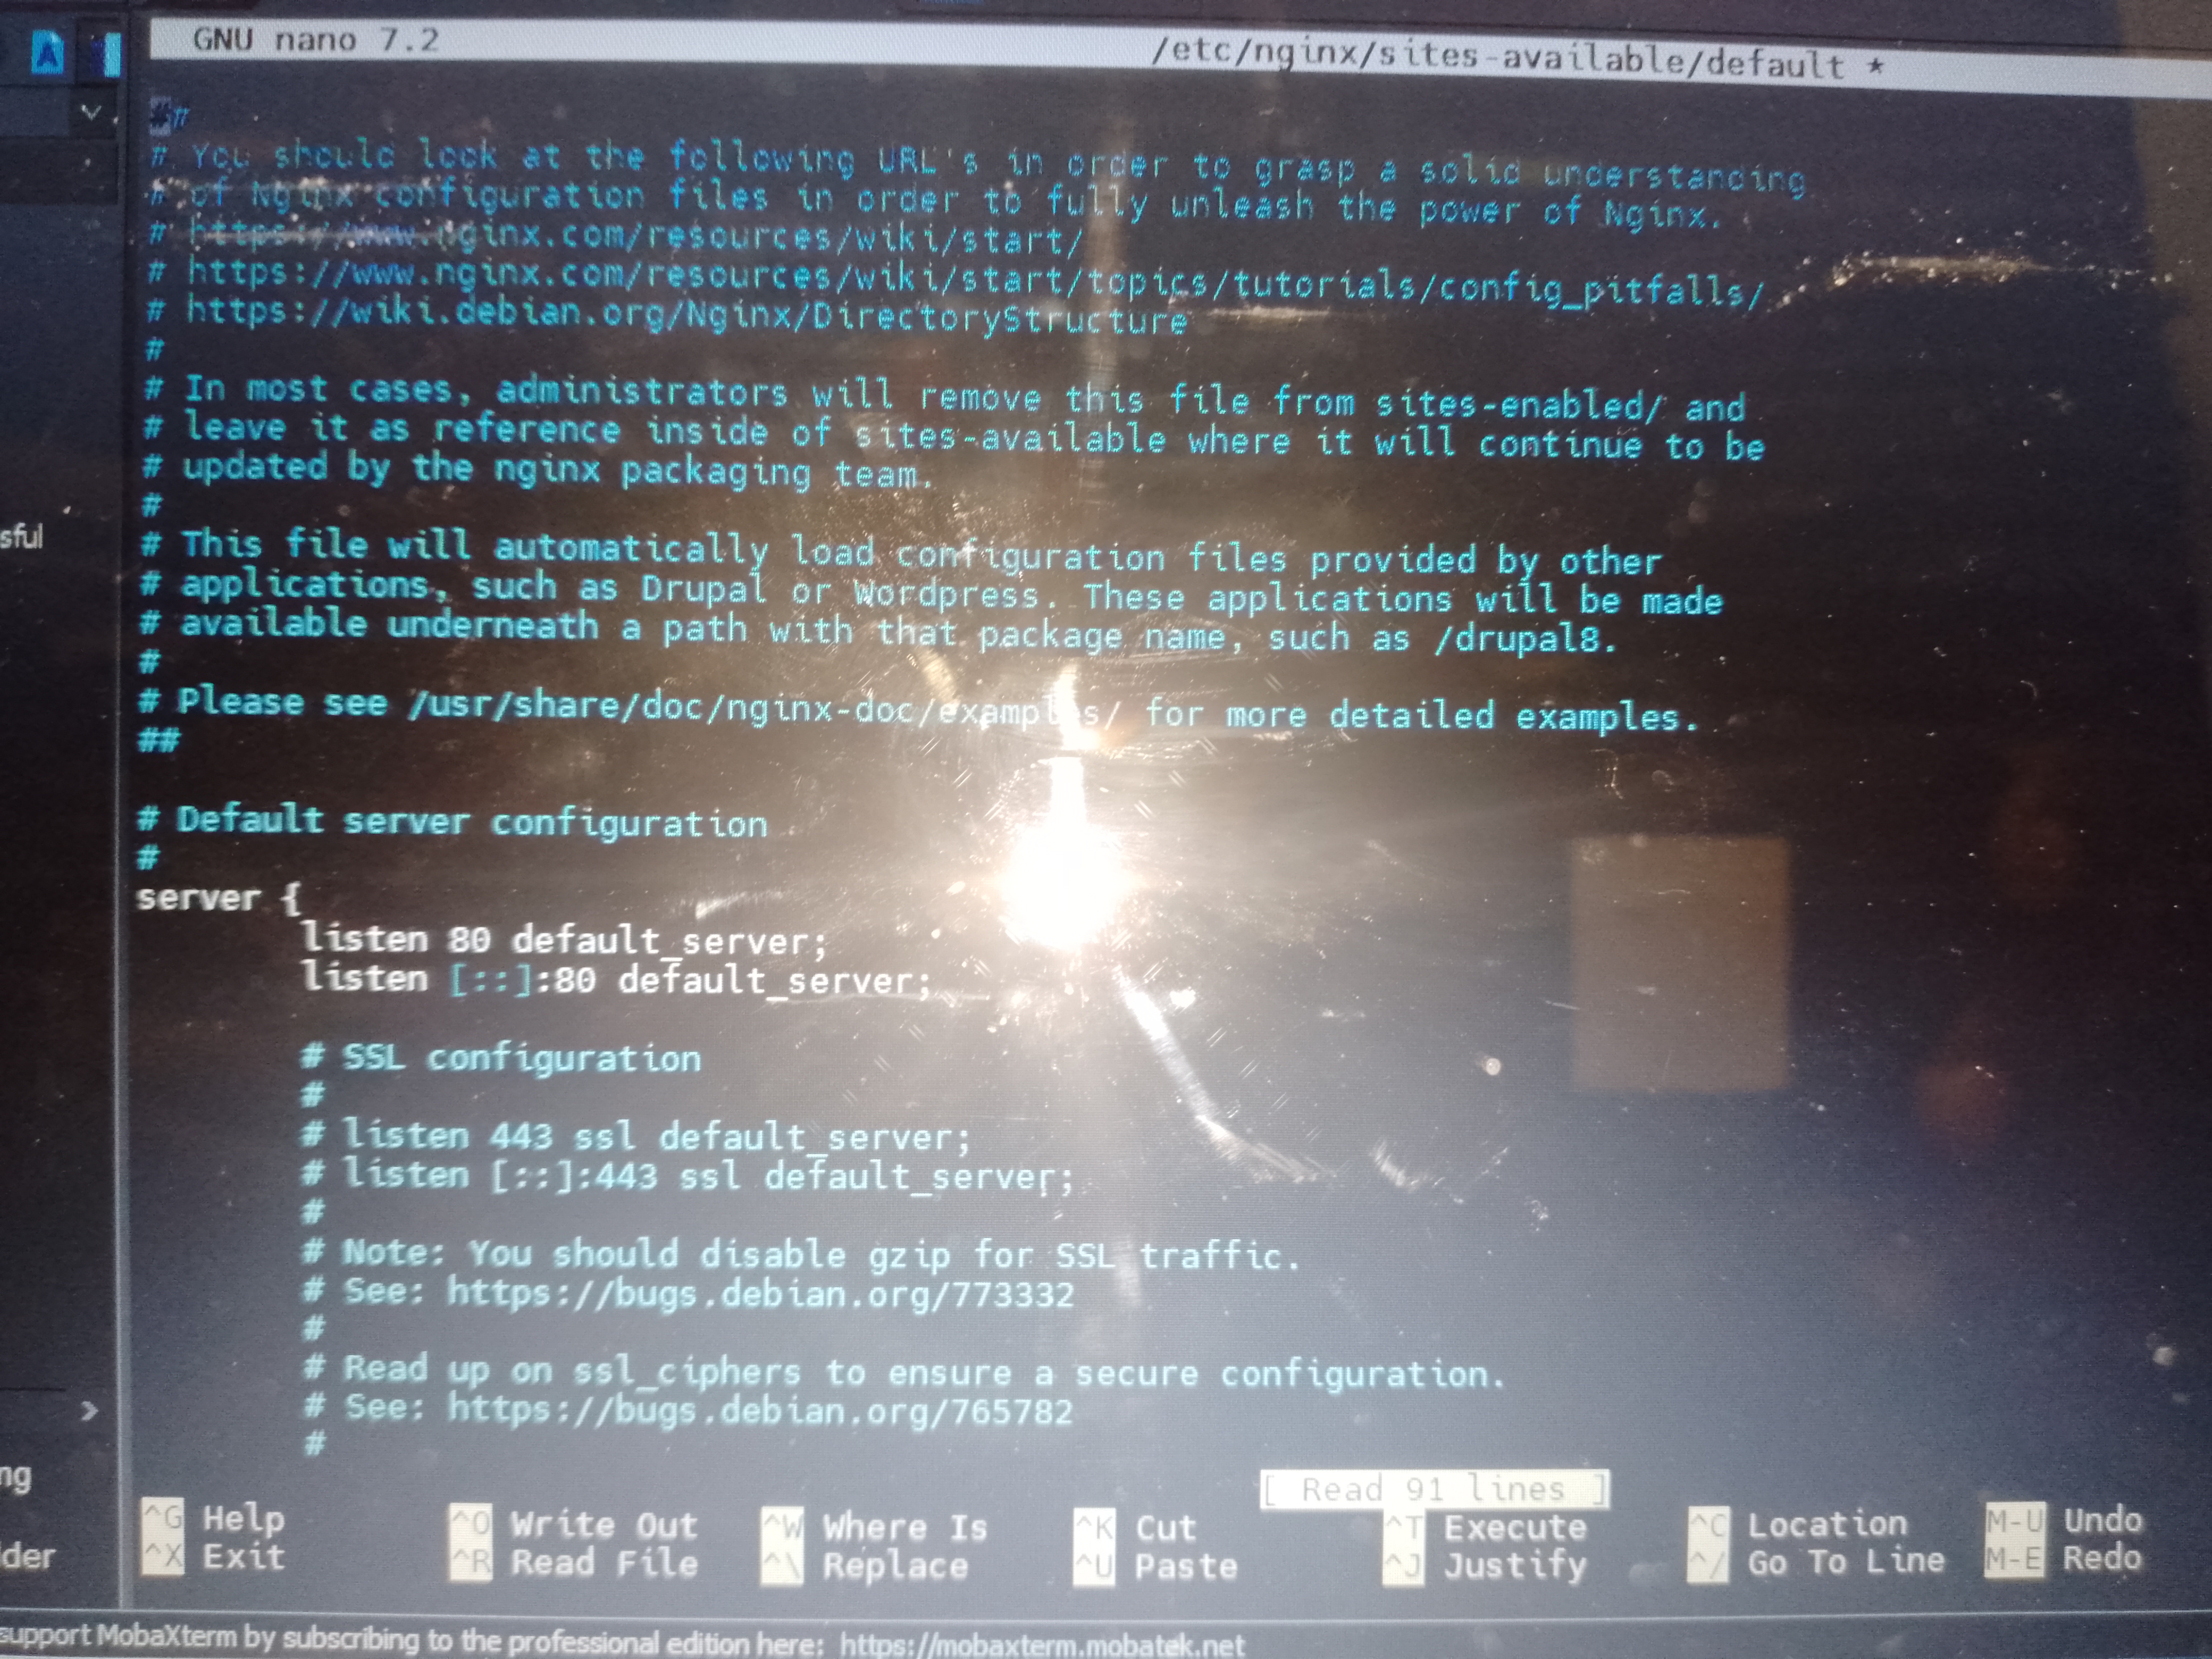 GNU nano 7.2 /etc/nginx/sites-available/default *
##
# You should look at the following URL's in order to grasp a solid understanding
# of Nginx configuration files in order to fully unleash the power of Nginx.
# https://www.nginx.com/resources/wiki/start/
# https://www.nginx.com/resources/wiki/start/topics/tutorials/config_pitfalls/
# https://wiki.debian.org/Nginx/DirectoryStructure
#
# In most cases, administrators will remove this file from sites-enabled/ and
# leave it as reference inside of sites-available where it will continue to be
# updated by the nginx packaging team.
#
# This file will automatically load configuration files provided by other
# applications, such as Drupal or Wordpress. These applications will be made
# available underneath a path with that package name, such as /drupal8.
#
# Please see /usr/share/doc/nginx-doc/examples/ for more detailed examples.
##
# Default server configuration
#
server {
listen 80 default_server;
listen [::]:80 default_server;
# SSL configuration
#
# listen 443 ssl default_server;
# listen [::]:443 ssl default_server;
#
# Note: You should disable gzip for SSL traffic.
# See: https://bugs.debian.org/773332
#
# Read up on ssl_ciphers to ensure a secure configuration.
# See: https://bugs.debian.org/765782
#
[ Read 91 lines ]
^G Help ^O Write Out ^W Where Is ^K Cut ^T Execute ^C Location M-U Undo
^X Exit ^R Read File ^\ Replace ^U Paste ^J Justify ^/ Go To Line M-E Redo
sful
ng
der
support MobaXterm by subscribing to the professional edition here: https://mobaxterm.mobatek.net